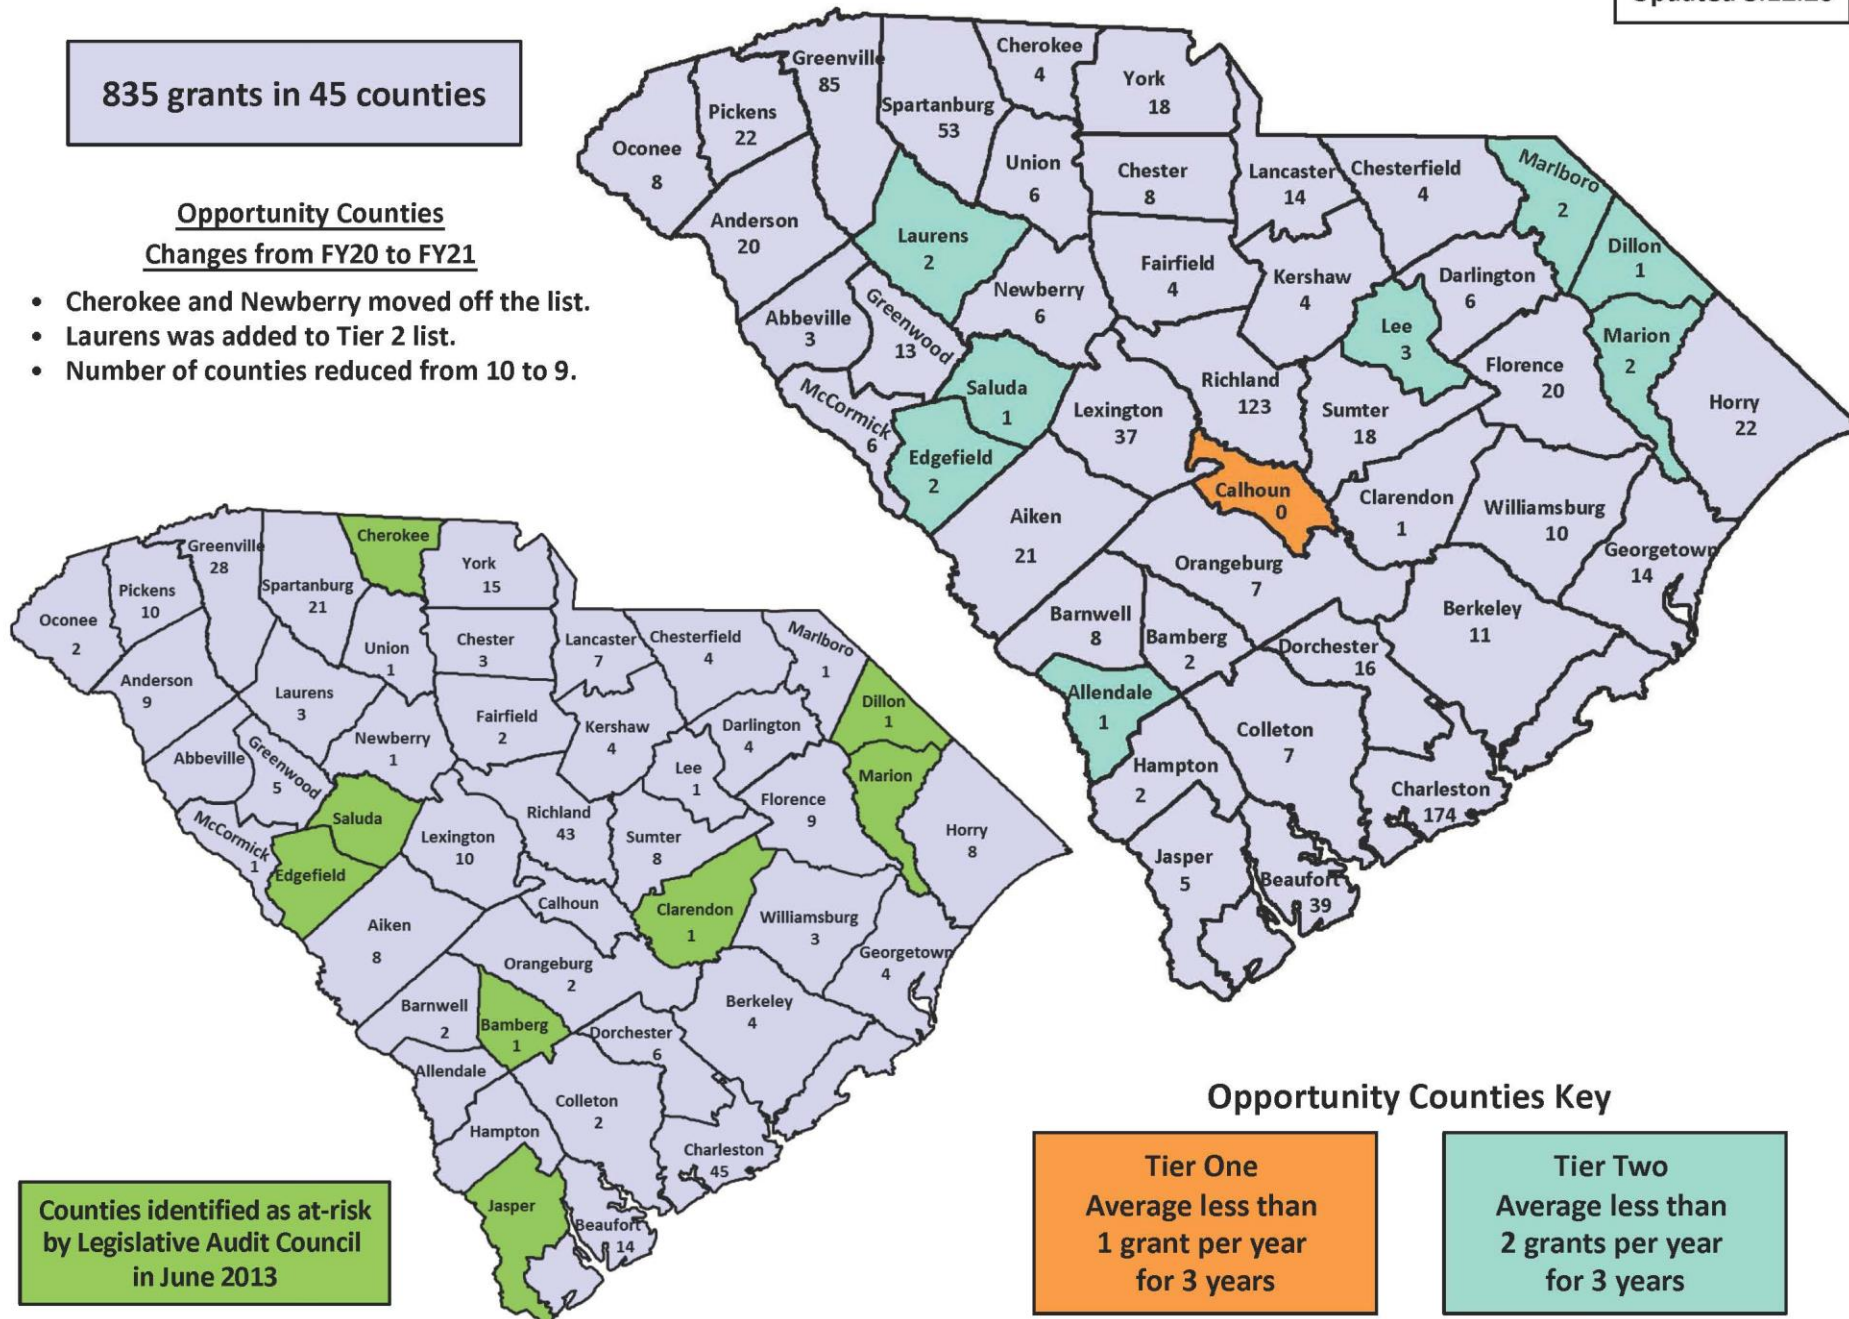 835 grants in 45 counties
Opportunity Counties
Changes from FY20 to FY21
• Cherokee and Newberry moved off the list.
• Laurens was added to Tier 2 list.
• Number of counties reduced from 10 to 9.
Greenville
85
Cherokee
4
York
18
Spartanburg
53
Pickens
22
Oconee
8
Union
6
Chester
8
Lancaster
14
Chesterfield
4
Marlboro
2
Anderson
20
Laurens
2
Dillon
1
Fairfield
4
Kershaw
4
Darlington
6
Newberry
6
Abbeville
3
Greenwood
13
Lee
3
Marion
2
Florence
20
Saluda
1
Richland
123
Horry
22
McCormick
6
Lexington
37
Sumter
18
Edgefield
2
Calhoun
0
Clarendon
1
Williamsburg
10
Aiken
21
Georgetown
14
Orangeburg
7
Barnwell
8
Bamberg
2
Dorchester
16
Berkeley
11
Allendale
1
Colleton
7
Hampton
2
Charleston
174
Jasper
5
Beaufort
39
Cherokee
Greenville
28
York
15
Spartanburg
21
Pickens
10
Oconee
2
Union
1
Chester
3
Lancaster
7
Chesterfield
4
Marlboro
1
Anderson
9
Laurens
3
Dillon
1
Fairfield
2
Kershaw
4
Darlington
4
Newberry
1
Abbeville
Greenwood
5
Lee
1
Marion
Florence
9
Saluda
Richland
43
Horry
8
McCormick
1
Lexington
10
Sumter
8
Edgefield
Calhoun
Clarendon
1
Williamsburg
3
Aiken
8
Georgetown
4
Orangeburg
2
Barnwell
2
Bamberg
1
Dorchester
6
Berkeley
4
Allendale
Colleton
2
Hampton
Charleston
45
Jasper
Beaufort
14
Counties identified as at-risk
by Legislative Audit Council
in June 2013
Opportunity Counties Key
Tier One
Average less than
1 grant per year
for 3 years
Tier Two
Average less than
2 grants per year
for 3 years